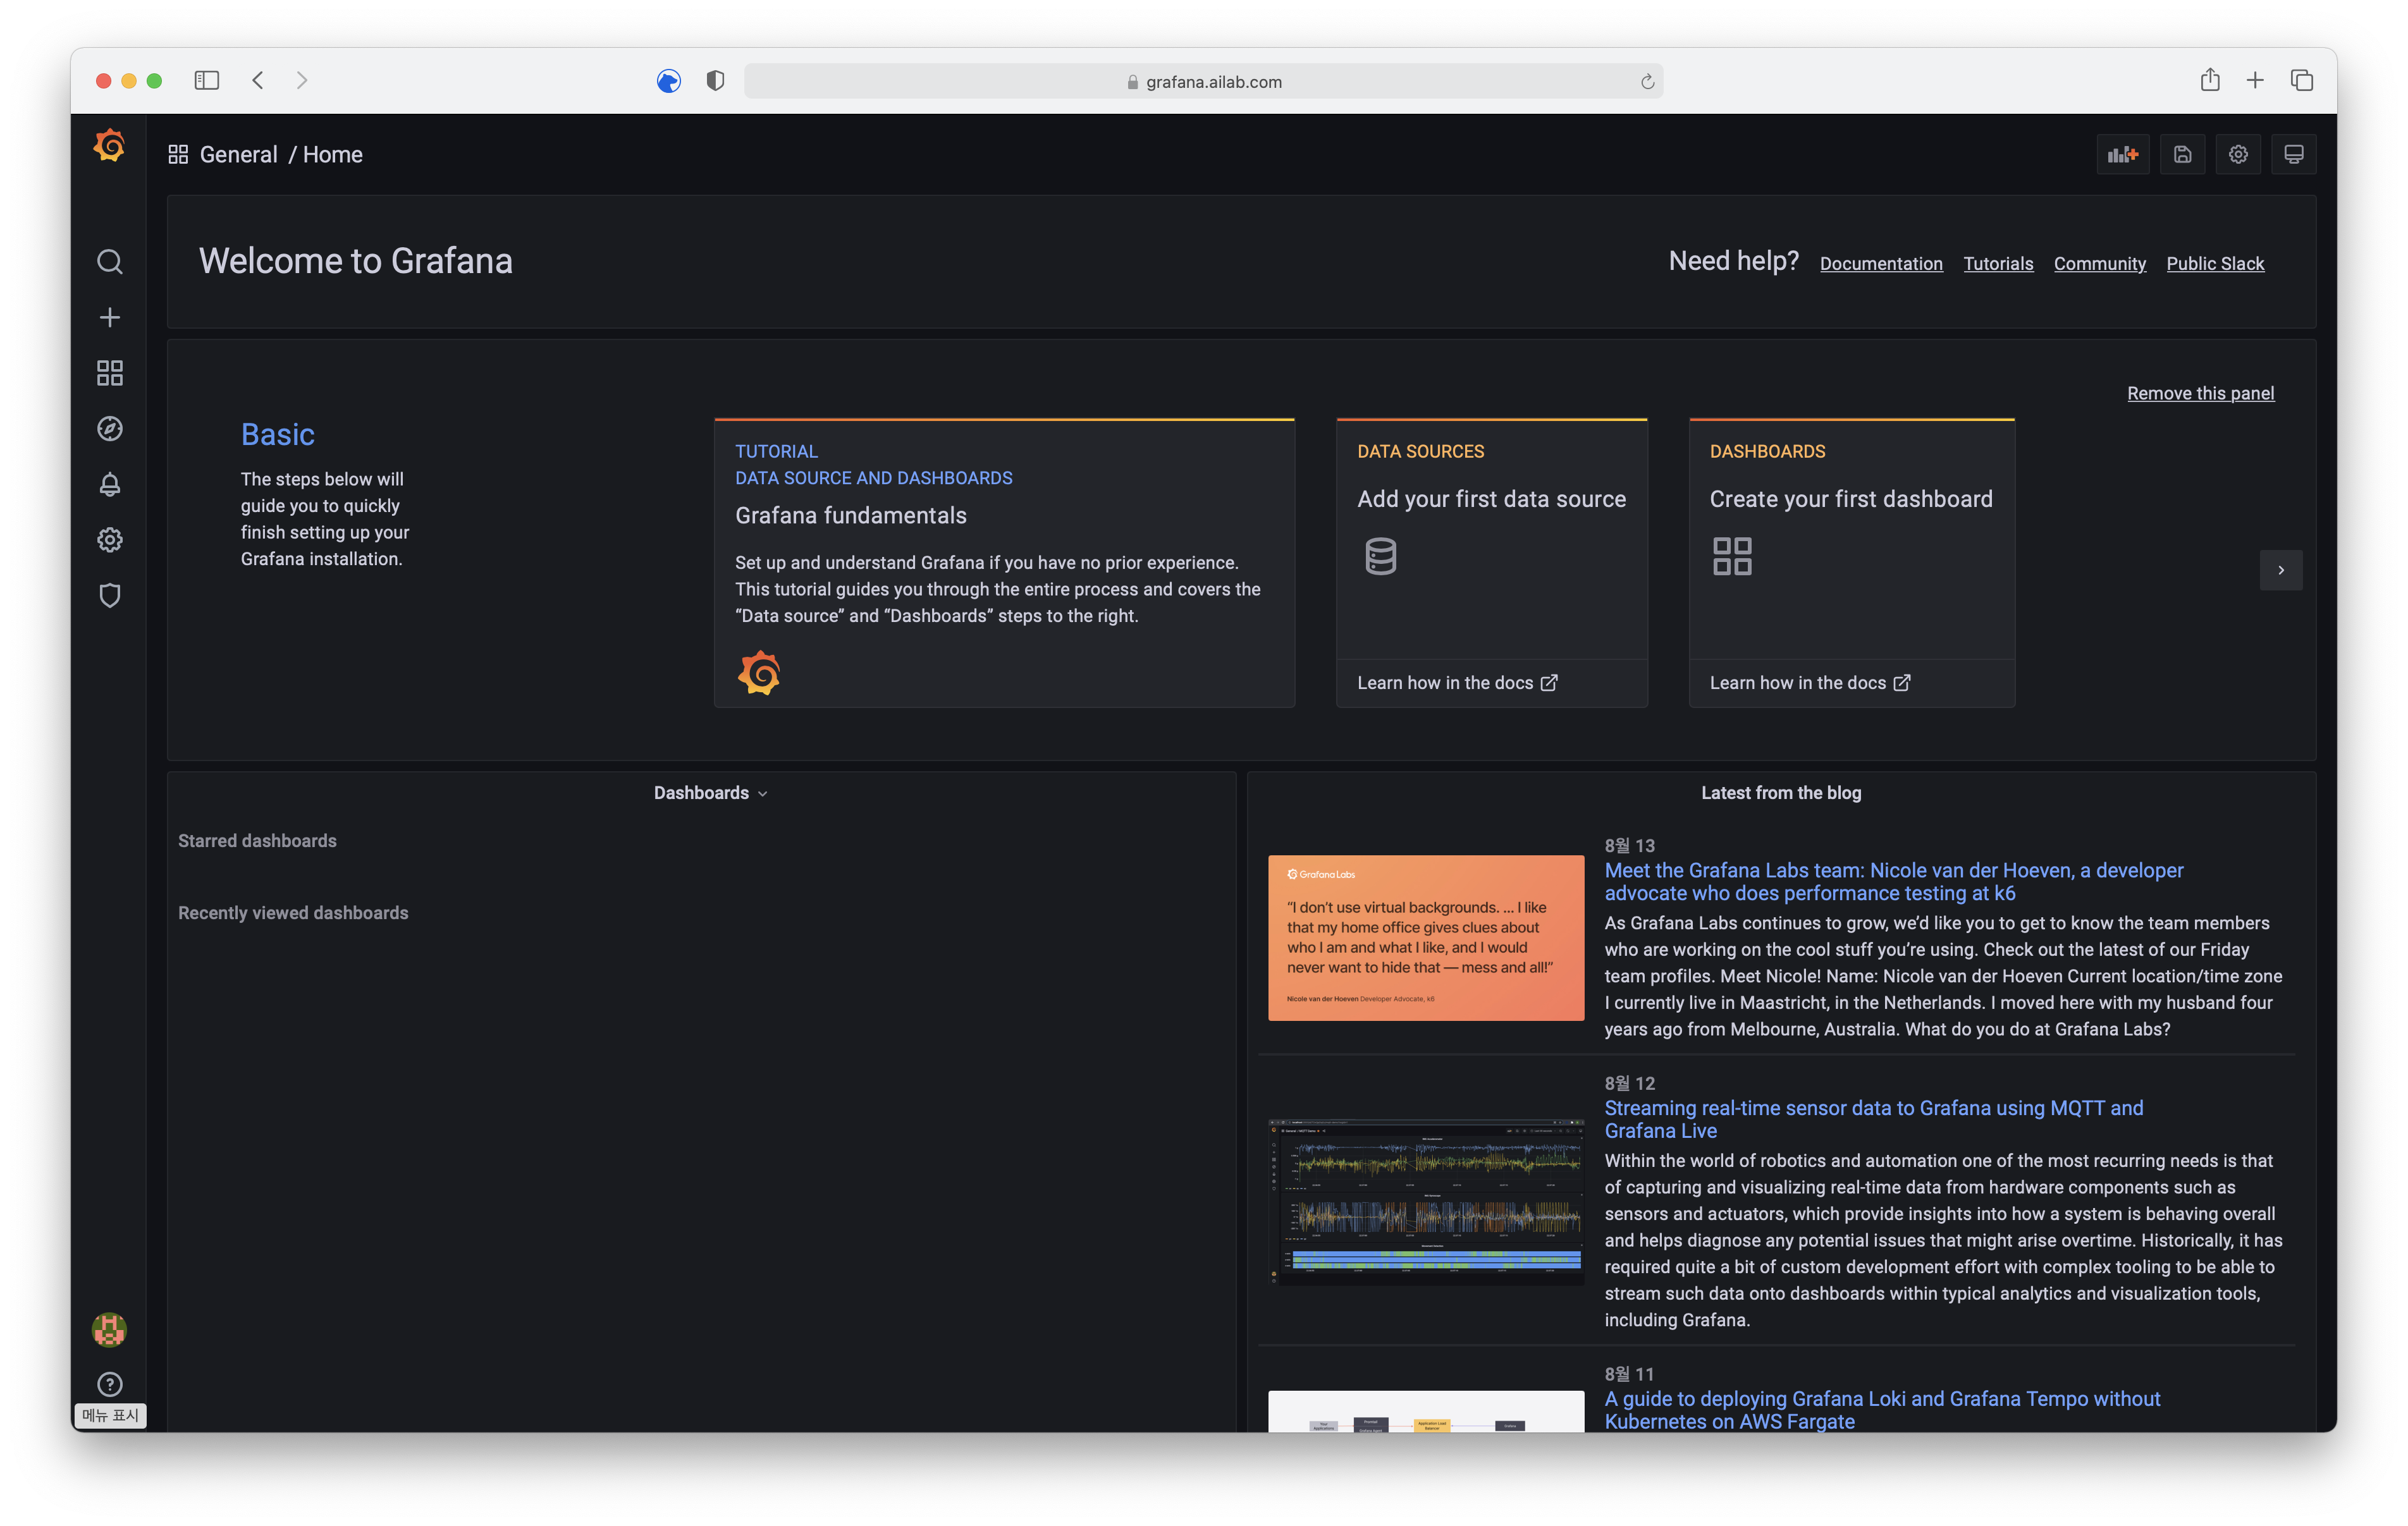 grafana.ailab.com
General / Home
Welcome to Grafana
Need help? Documentation Tutorials Community Public Slack
Remove this panel
Basic
The steps below will
guide you to quickly
finish setting up your
Grafana installation.
TUTORIAL
DATA SOURCE AND DASHBOARDS
Grafana fundamentals
Set up and understand Grafana if you have no prior experience.
This tutorial guides you through the entire process and covers the
“Data source” and “Dashboards” steps to the right.
DATA SOURCES
Add your first data source
Learn how in the docs
DASHBOARDS
Create your first dashboard
Learn how in the docs
Dashboards
Starred dashboards
Recently viewed dashboards
Latest from the blog
Grafana Labs
“I don’t use virtual backgrounds. ... I like
that my home office gives clues about
who I am and what I like, and I would
never want to hide that — mess and all!”
Nicole van der Hoeven Developer Advocate, k6
8월 13
Meet the Grafana Labs team: Nicole van der Hoeven, a developer
advocate who does performance testing at k6
As Grafana Labs continues to grow, we’d like you to get to know the team members
who are working on the cool stuff you’re using. Check out the latest of our Friday
team profiles. Meet Nicole! Name: Nicole van der Hoeven Current location/time zone
I currently live in Maastricht, in the Netherlands. I moved here with my husband four
years ago from Melbourne, Australia. What do you do at Grafana Labs?
8월 12
Streaming real-time sensor data to Grafana using MQTT and
Grafana Live
Within the world of robotics and automation one of the most recurring needs is that
of capturing and visualizing real-time data from hardware components such as
sensors and actuators, which provide insights into how a system is behaving overall
and helps diagnose any potential issues that might arise overtime. Historically, it has
required quite a bit of custom development effort with complex tooling to be able to
stream such data onto dashboards within typical analytics and visualization tools,
including Grafana.
8월 11
A guide to deploying Grafana Loki and Grafana Tempo without
Kubernetes on AWS Fargate
메뉴 표시